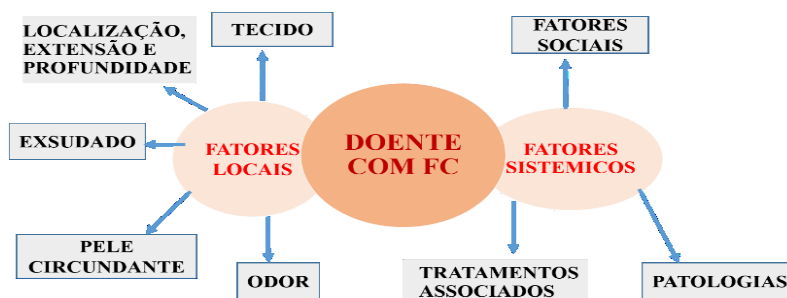 LOCALIZAÇÃO,
EXTENSÃO E
PROFUNDIDADE
TECIDO
FATORES
SOCIAIS
EXSUDADO
FATORES
LOCAIS
DOENTE
COM FC
FATORES
SISTEMICOS
PELE
CIRCUNDANTE
ODOR
TRATAMENTOS
ASSOCIADOS
PATOLOGIAS